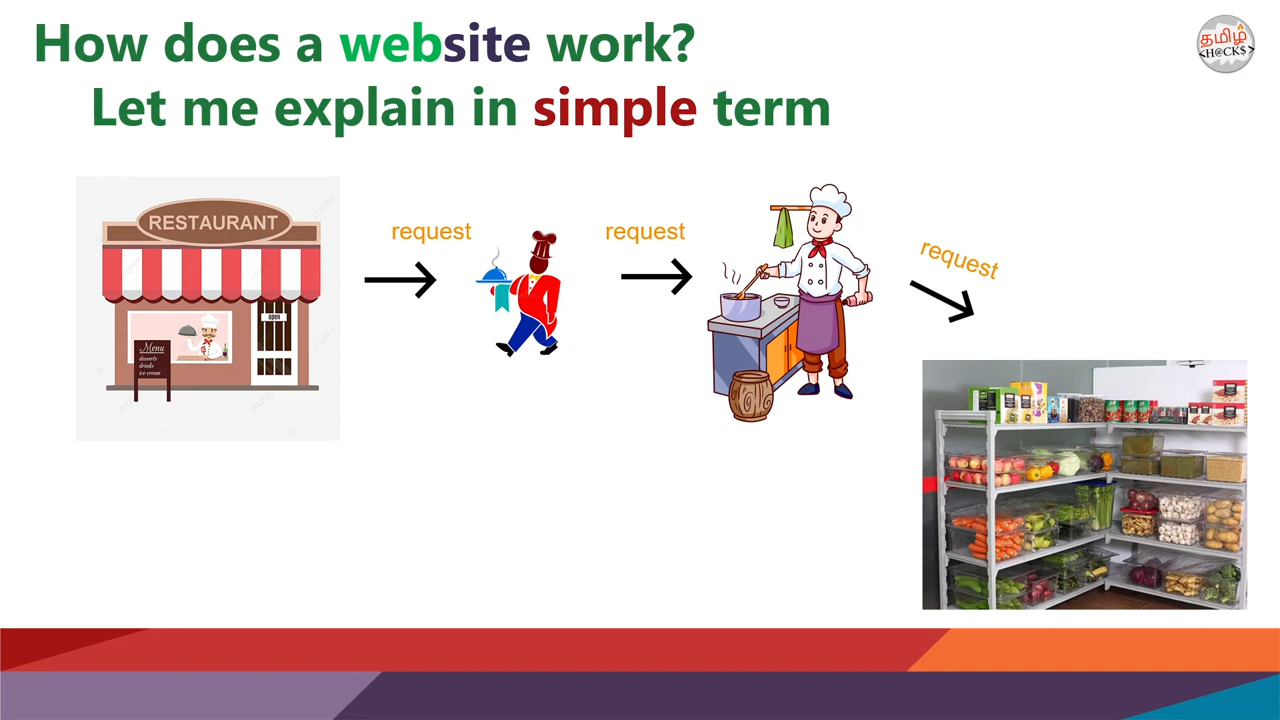 How does a website work?
Let me explain in simple term
தமிழ்
<H@CK$>
RESTAURANT
open
Menu
desserts
drinks
ice-cream
request
request
request